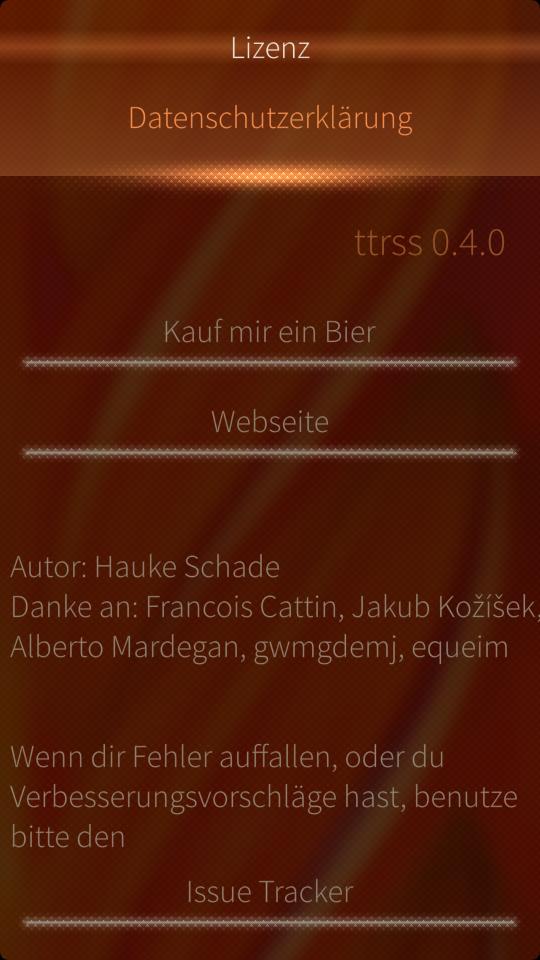 Lizenz
Datenschutzerklärung
ttrss 0.4.0
Kauf mir ein Bier
Webseite
Autor: Hauke Schade
Danke an: Francois Cattin, Jakub Kožíšek,
Alberto Mardegan, gwmgdemj, equeim
Wenn dir Fehler auffallen, oder du
Verbesserungsvorschläge hast, benutze
bitte den
Issue Tracker